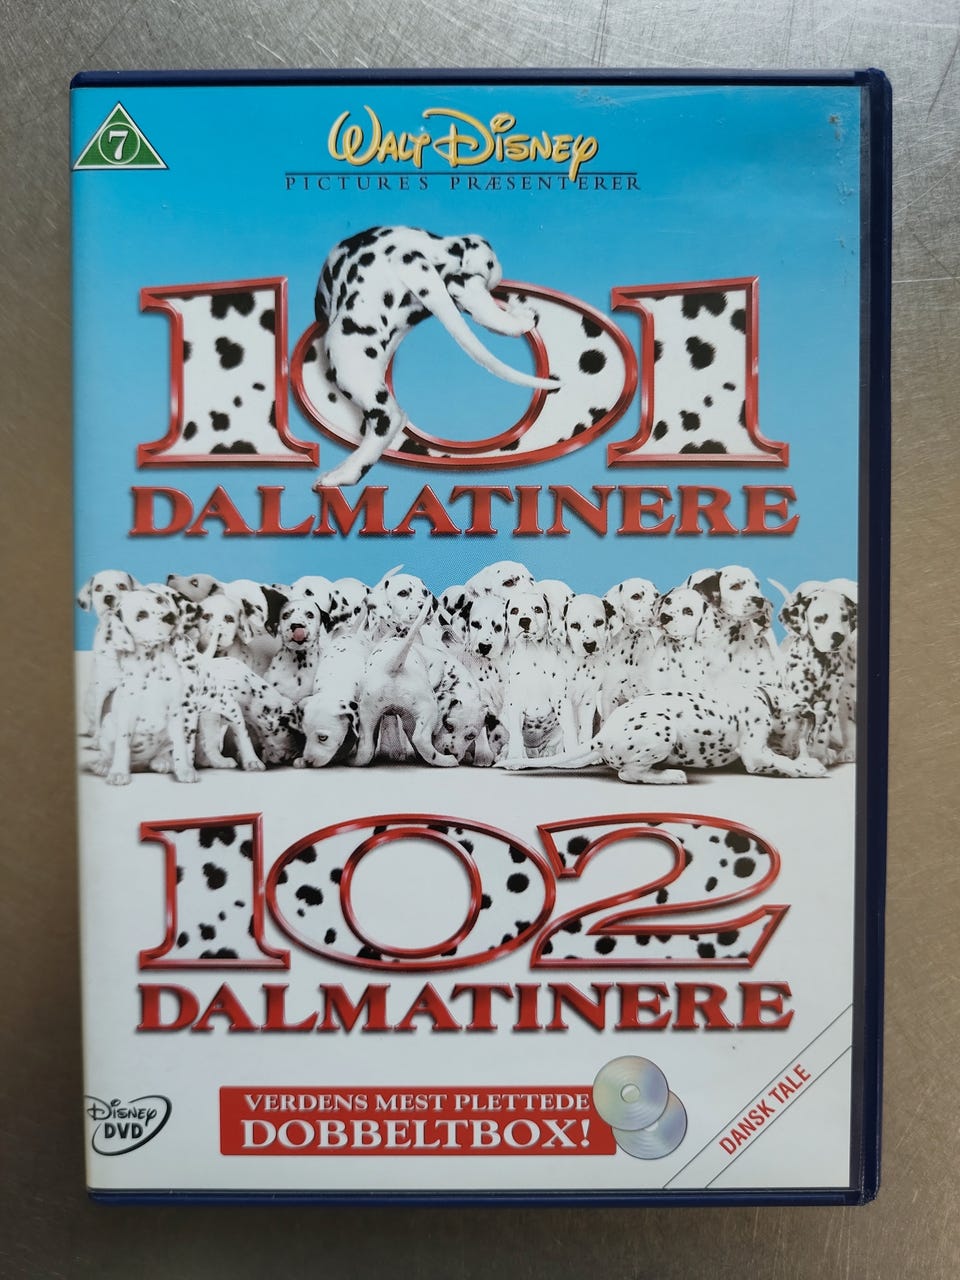 7
WALT DISNEY
PICTURES PRÆSENTERER
101
DALMATINERE
102
DALMATINERE
DISNEY
DVD
VERDENS MEST PLETTEDE
DOBBELTBOX!
DANSK TALE